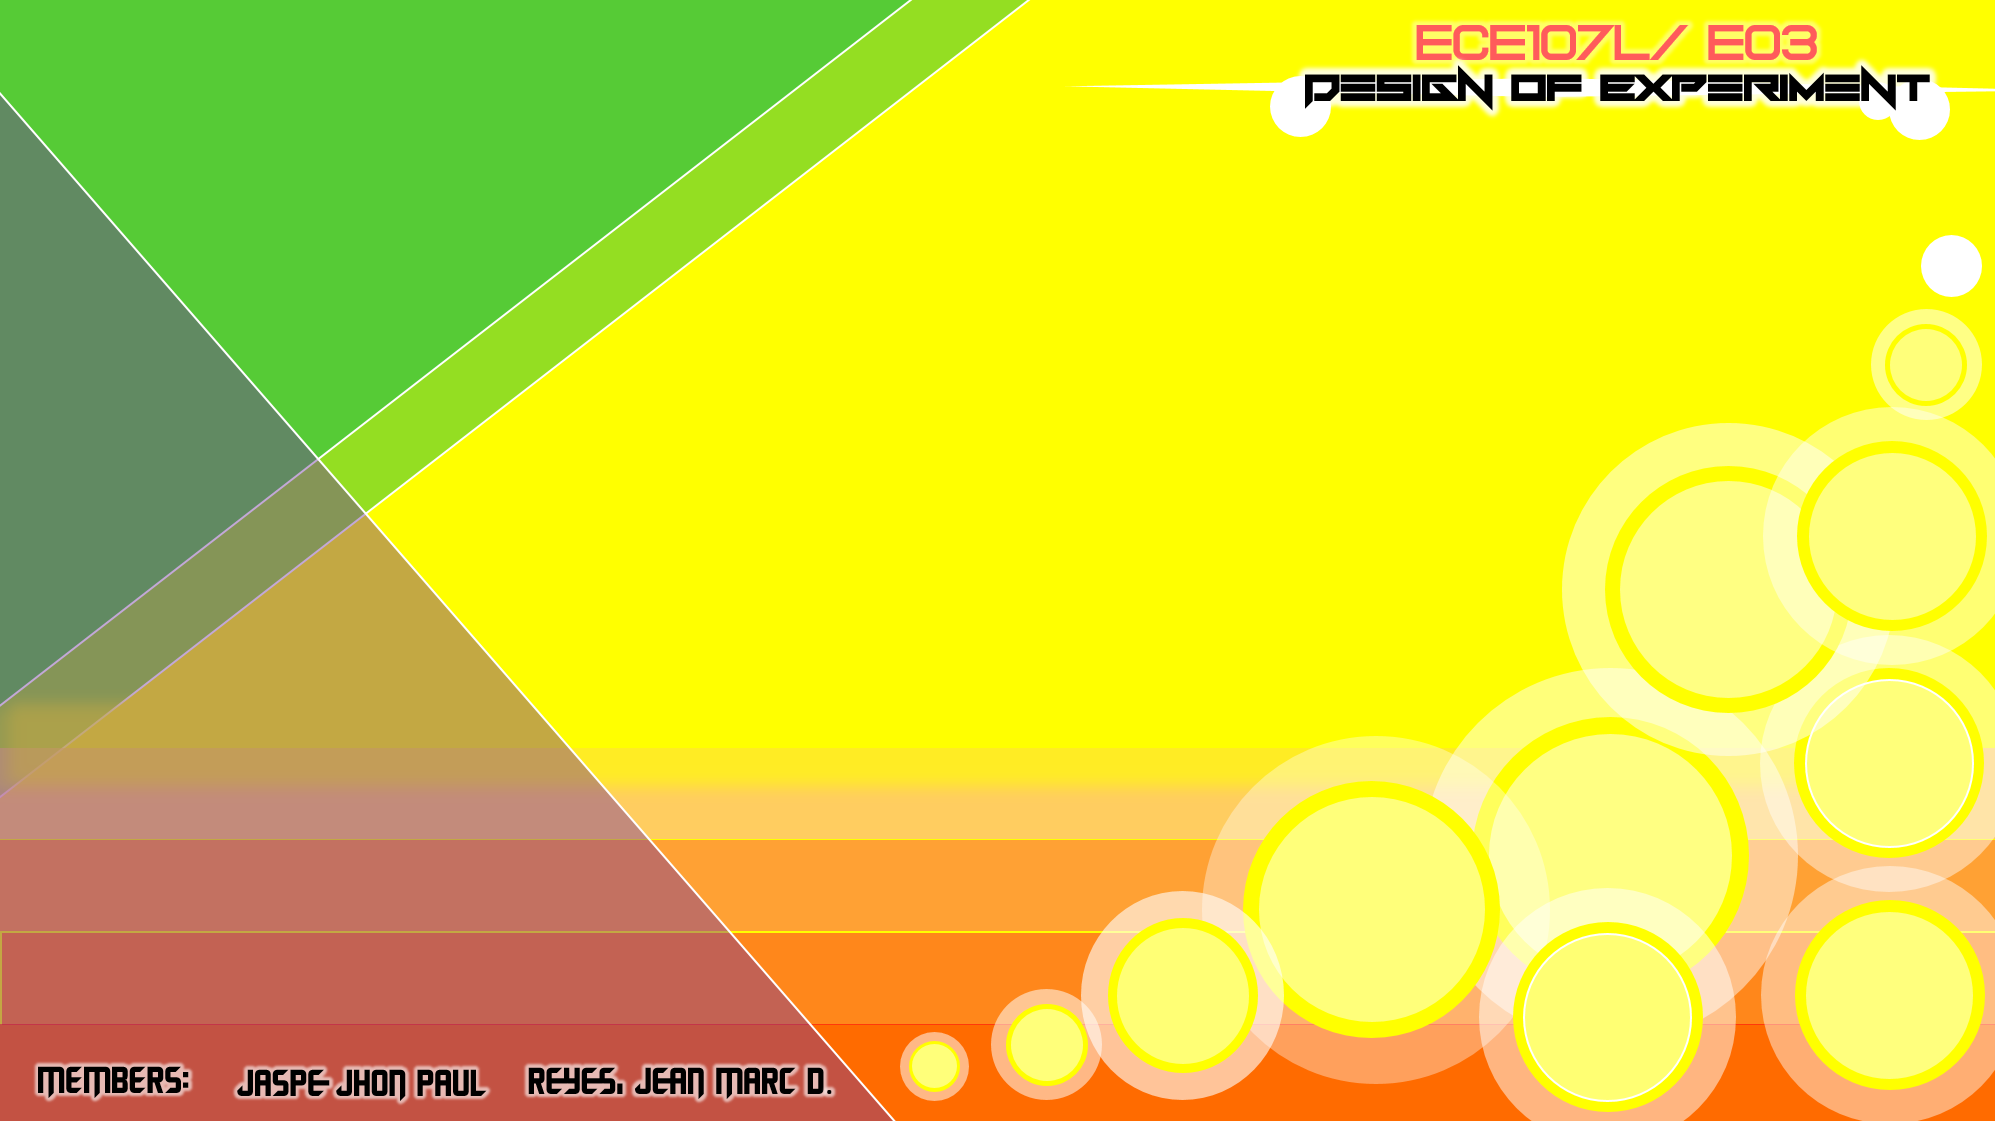 ECE107L/ E03
DESIGN OF EXPERIMENT
MEMBERS: JASPE JHON PAUL REYES, JEAN MARC D.